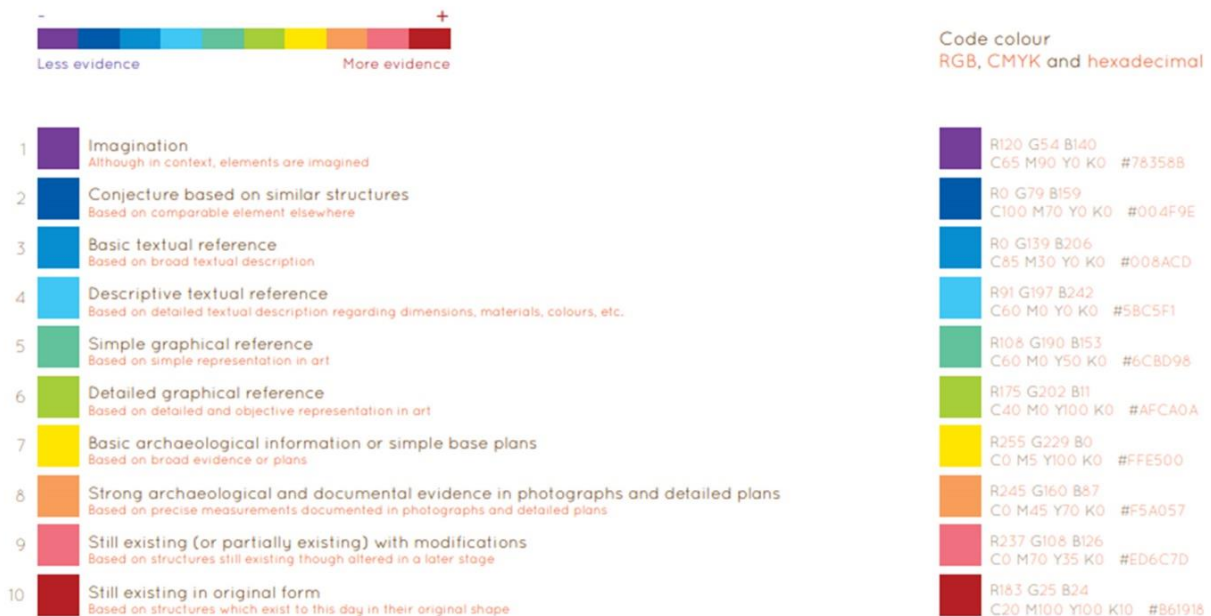 - +
Less evidence More evidence
Code colour
RGB, CMYK and hexadecimal
1 Imagination
Although in context, elements are imagined
R120 G54 B140
C65 M90 Y0 K0 #78358B
2 Conjecture based on similar structures
Based on comparable element elsewhere
R0 G79 B159
C100 M70 Y0 K0 #004F9E
3 Basic textual reference
Based on broad textual description
R0 G139 B206
C85 M30 Y0 K0 #008ACD
4 Descriptive textual reference
Based on detailed textual description regarding dimensions, materials, colours, etc.
R91 G197 B242
C60 M0 Y0 K0 #5BC5F1
5 Simple graphical reference
Based on simple representation in art
R108 G190 B153
C60 M0 Y50 K0 #6CBD98
6 Detailed graphical reference
Based on detailed and objective representation in art
R175 G202 B11
C40 M0 Y100 K0 #AFCA0A
7 Basic archaeological information or simple base plans
Based on broad evidence or plans
R255 G229 B0
C0 M5 Y100 K0 #FFE500
8 Strong archaeological and documental evidence in photographs and detailed plans
Based on precise measurements documented in photographs and detailed plans
R245 G160 B87
C0 M45 Y70 K0 #F5A057
9 Still existing (or partially existing) with modifications
Based on structures still existing though altered in a later stage
R237 G108 B126
C0 M70 Y35 K0 #ED6C7D
10 Still existing in original form
Based on structures which exist to this day in their original shape
R183 G25 B24
C20 M100 Y100 K10 #B61918